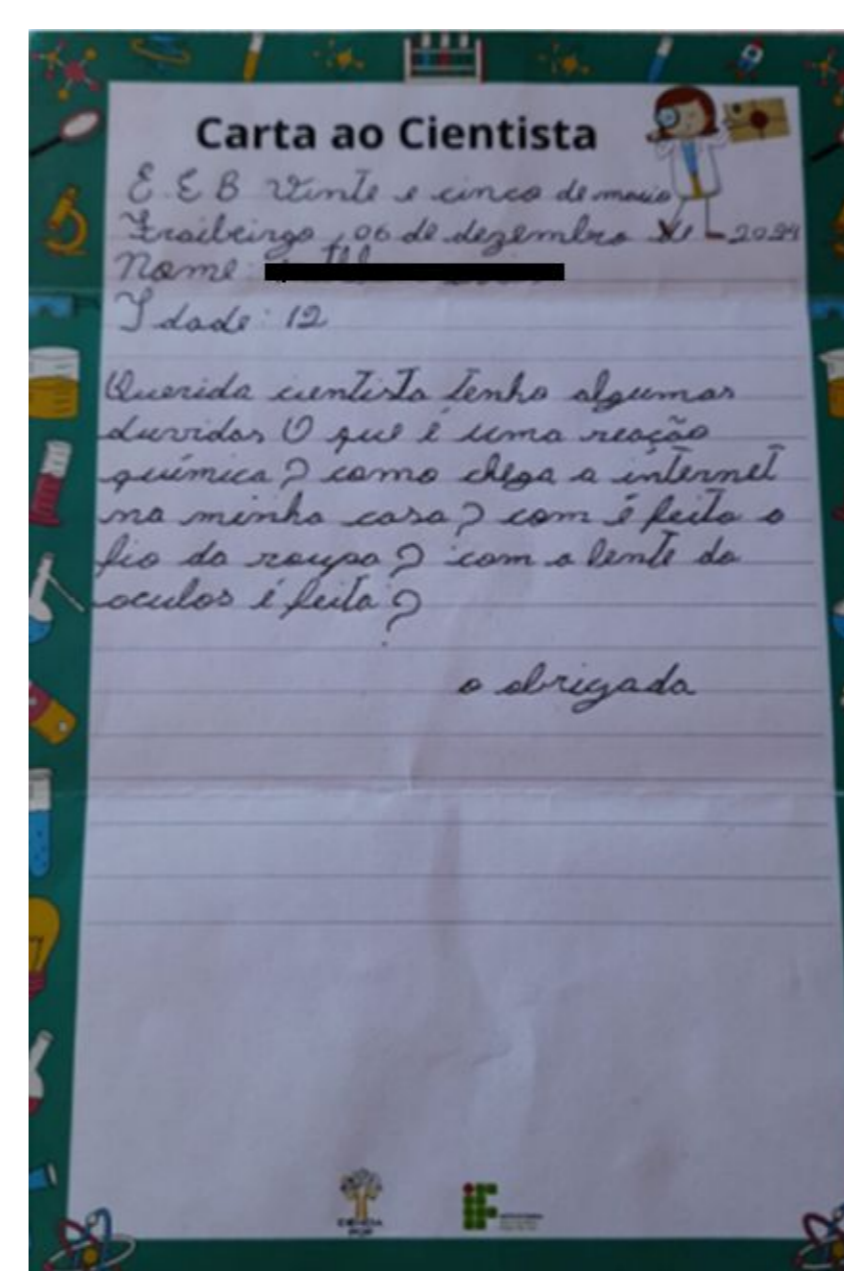 Carta ao Cientista
E E B Vinte e cinco de maio
Fraiburgo, 06 de dezembro de 2024
Nome:
Idade: 12
Querida cientista tenho algumas
duvidas O que é uma reação
química? como chega a internet
na minha casa? com é feito o
fio da roupa? com a lente do
oculos é feita?
o obrigada
CIÊNCIA
POP